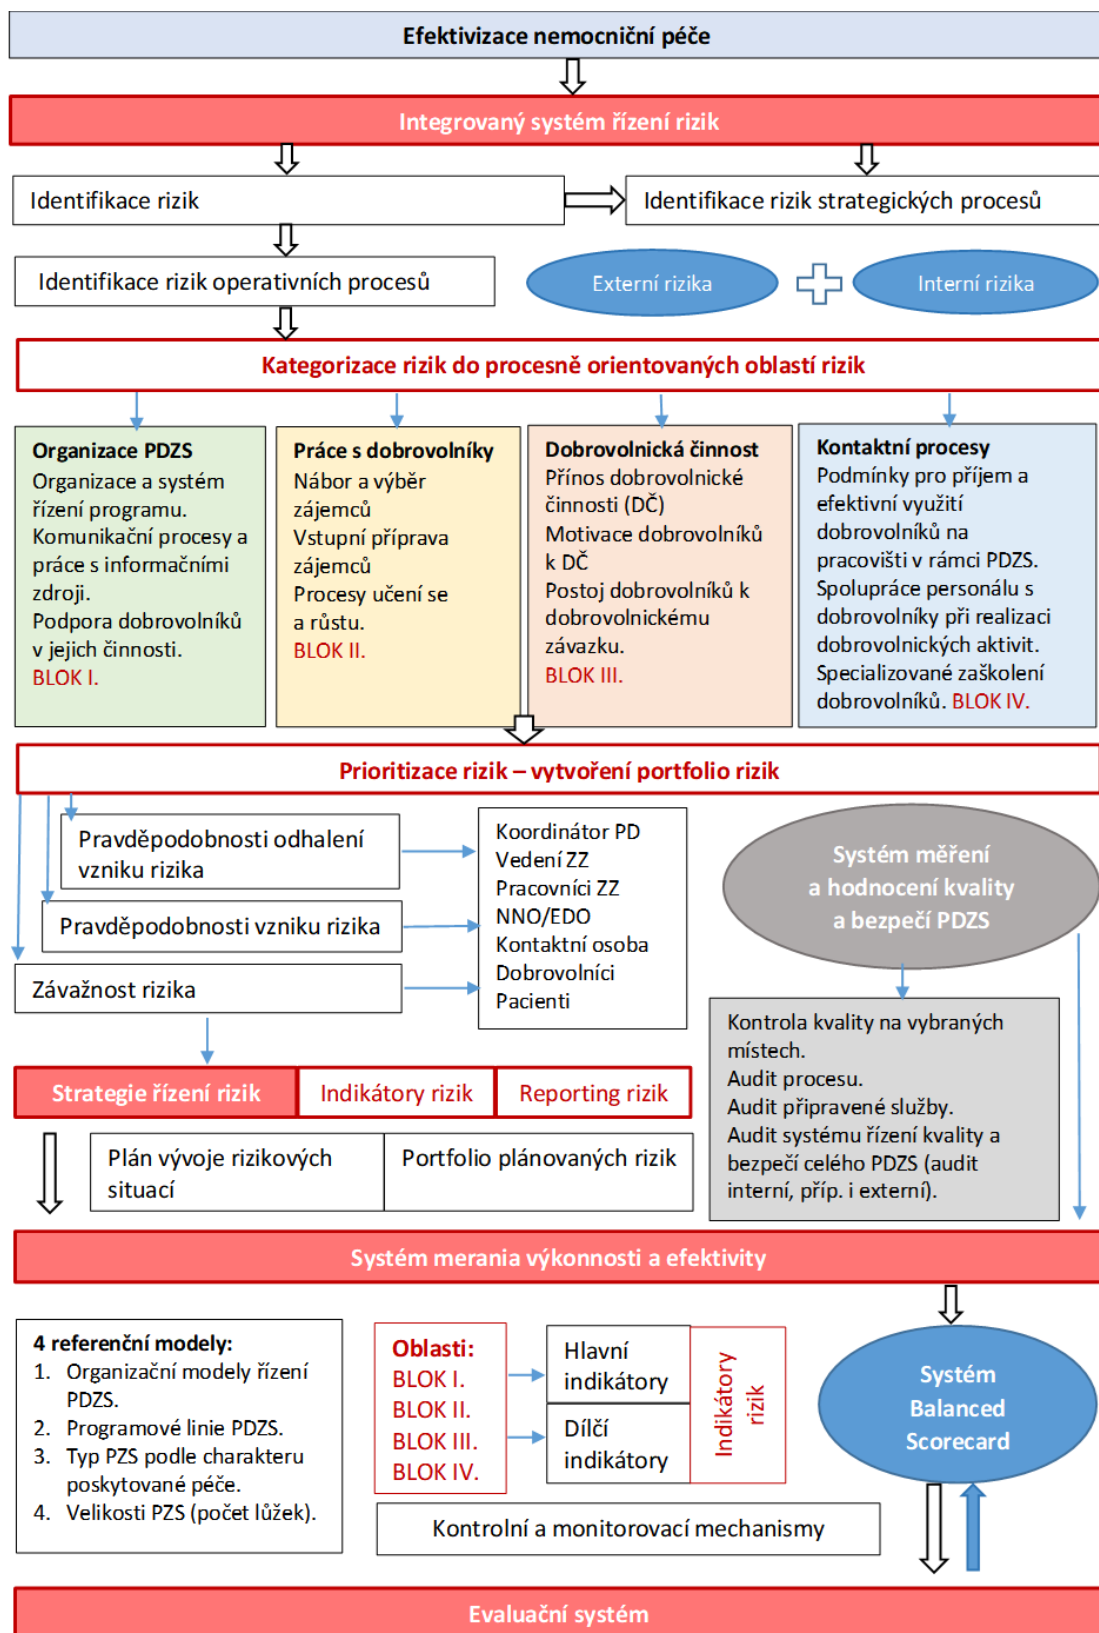 Efektivizace nemocniční péče
Integrovaný systém řízení rizik
Identifikace rizik
Identifikace rizik strategických procesů
Identifikace rizik operativních procesů
Externí rizika
Interní rizika
Kategorizace rizik do procesně orientovaných oblastí rizik
Organizace PDZS
Organizace a systém
řízení programu.
Komunikační procesy a
práce s informačními
zdroji.
Podpora dobrovolníků
v jejich činnosti.
BLOK I.
Práce s dobrovolníky
Nábor a výběr
zájemců
Vstupní příprava
zájemců
Procesy učení se
a růstu.
BLOK II.
Dobrovolnická činnost
Přínos dobrovolnické
činnosti (DČ)
Motivace dobrovolníků
k DČ
Postoj dobrovolníků k
dobrovolnickému
závazku.
BLOK III.
Kontaktní procesy
Podmínky pro příjem a
efektivní využití
dobrovolníků na
pracovišti v rámci PDZS.
Spolupráce personálu s
dobrovolníky při realizaci
dobrovolnických aktivit.
Specializované zaškolení
dobrovolníků. BLOK IV.
Prioritizace rizik – vytvoření portfolio rizik
Pravděpodobnosti odhalení
vzniku rizika
Pravděpodobnosti vzniku rizika
Závažnost rizika
Koordinátor PD
Vedení ZZ
Pracovníci ZZ
NNO/EDO
Kontaktní osoba
Dobrovolníci
Pacienti
Systém měření
a hodnocení kvality
a bezpečí PDZS
Kontrola kvality na vybraných
místech.
Audit procesu.
Audit připravené služby.
Audit systému řízení kvality a
bezpečí celého PDZS (audit
interní, příp. i externí).
Strategie řízení rizik
Indikátory rizik
Reporting rizik
Plán vývoje rizikových
situací
Portfolio plánovaných rizik
Systém merania výkonnosti a efektivity
4 referenční modely:
1. Organizační modely řízení
PDZS.
2. Programové linie PDZS.
3. Typ PZS podle charakteru
poskytované péče.
4. Velikosti PZS (počet lůžek).
Oblasti:
BLOK I.
BLOK II.
BLOK III.
BLOK IV.
Hlavní
indikátory
Dílčí
indikátory
Indikátory
rizik
Systém
Balanced
Scorecard
Kontrolní a monitorovací mechanismy
Evaluační systém